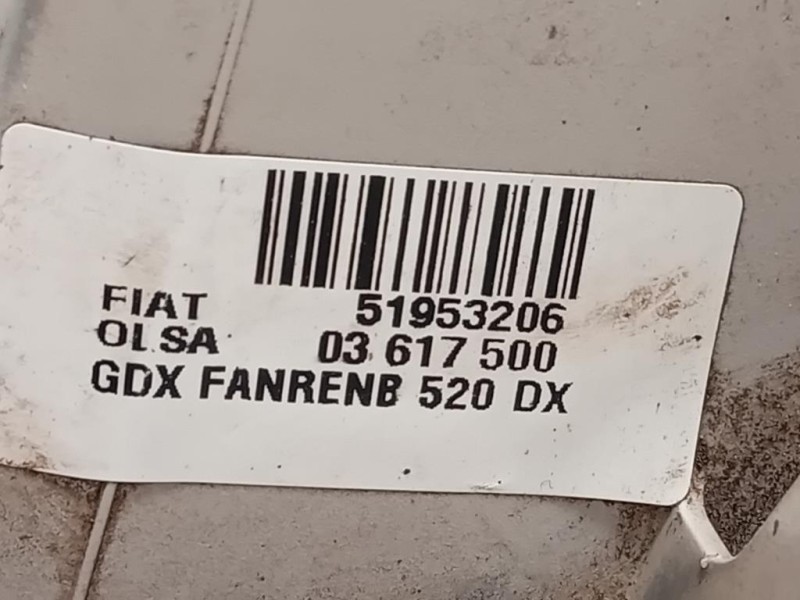 FIAT 51953206
OLSA 03 617 500
GDX FANRENB 520 DX